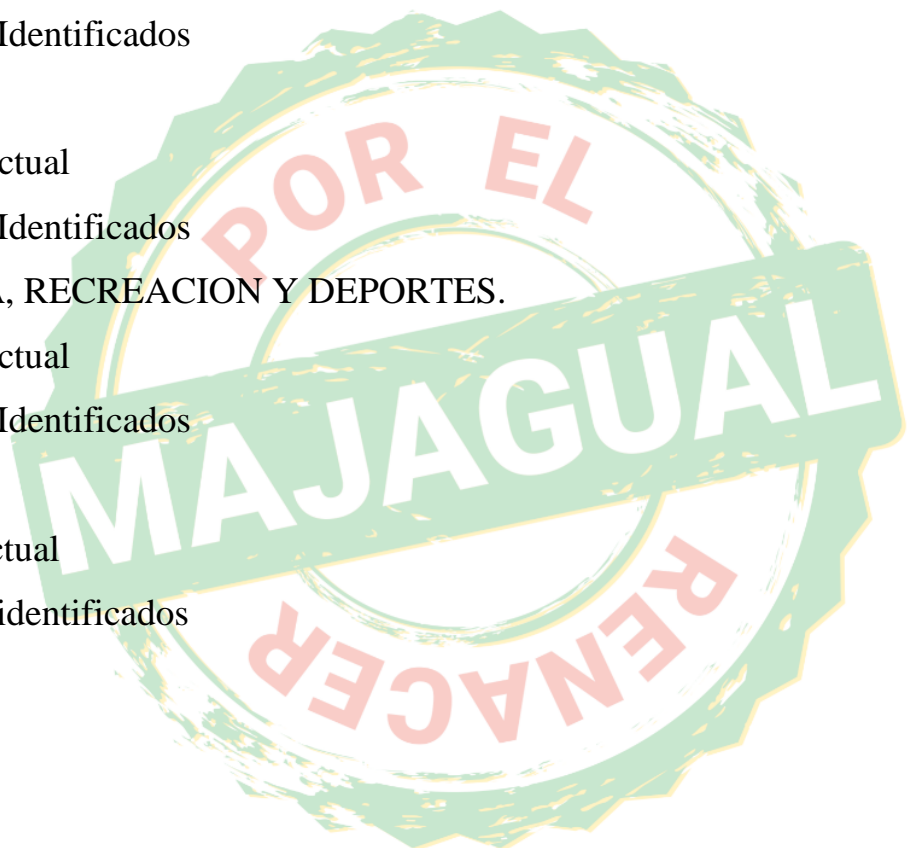 Identificados
ctual
Identificados
A, RECREACION Y DEPORTES.
ctual
Identificados
ctual
identificados
POR EL
MAJAGUAL
RENACER